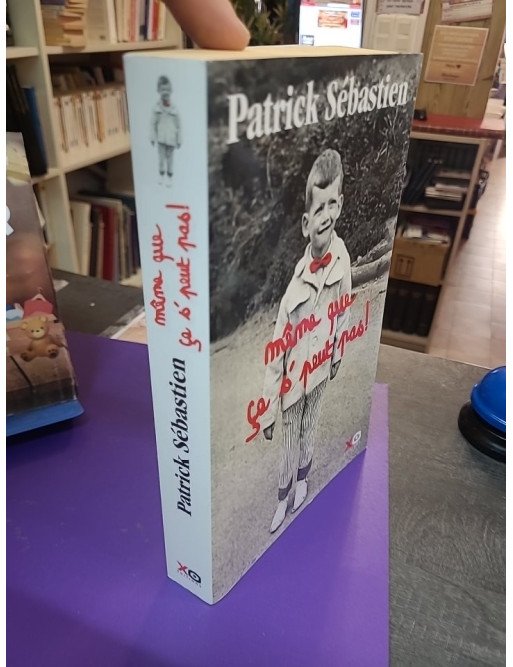 Patrick Sébastien
même que
ça s'peut pas!
XO
Patrick Sébastien
même que
ça s'peut pas!
XO